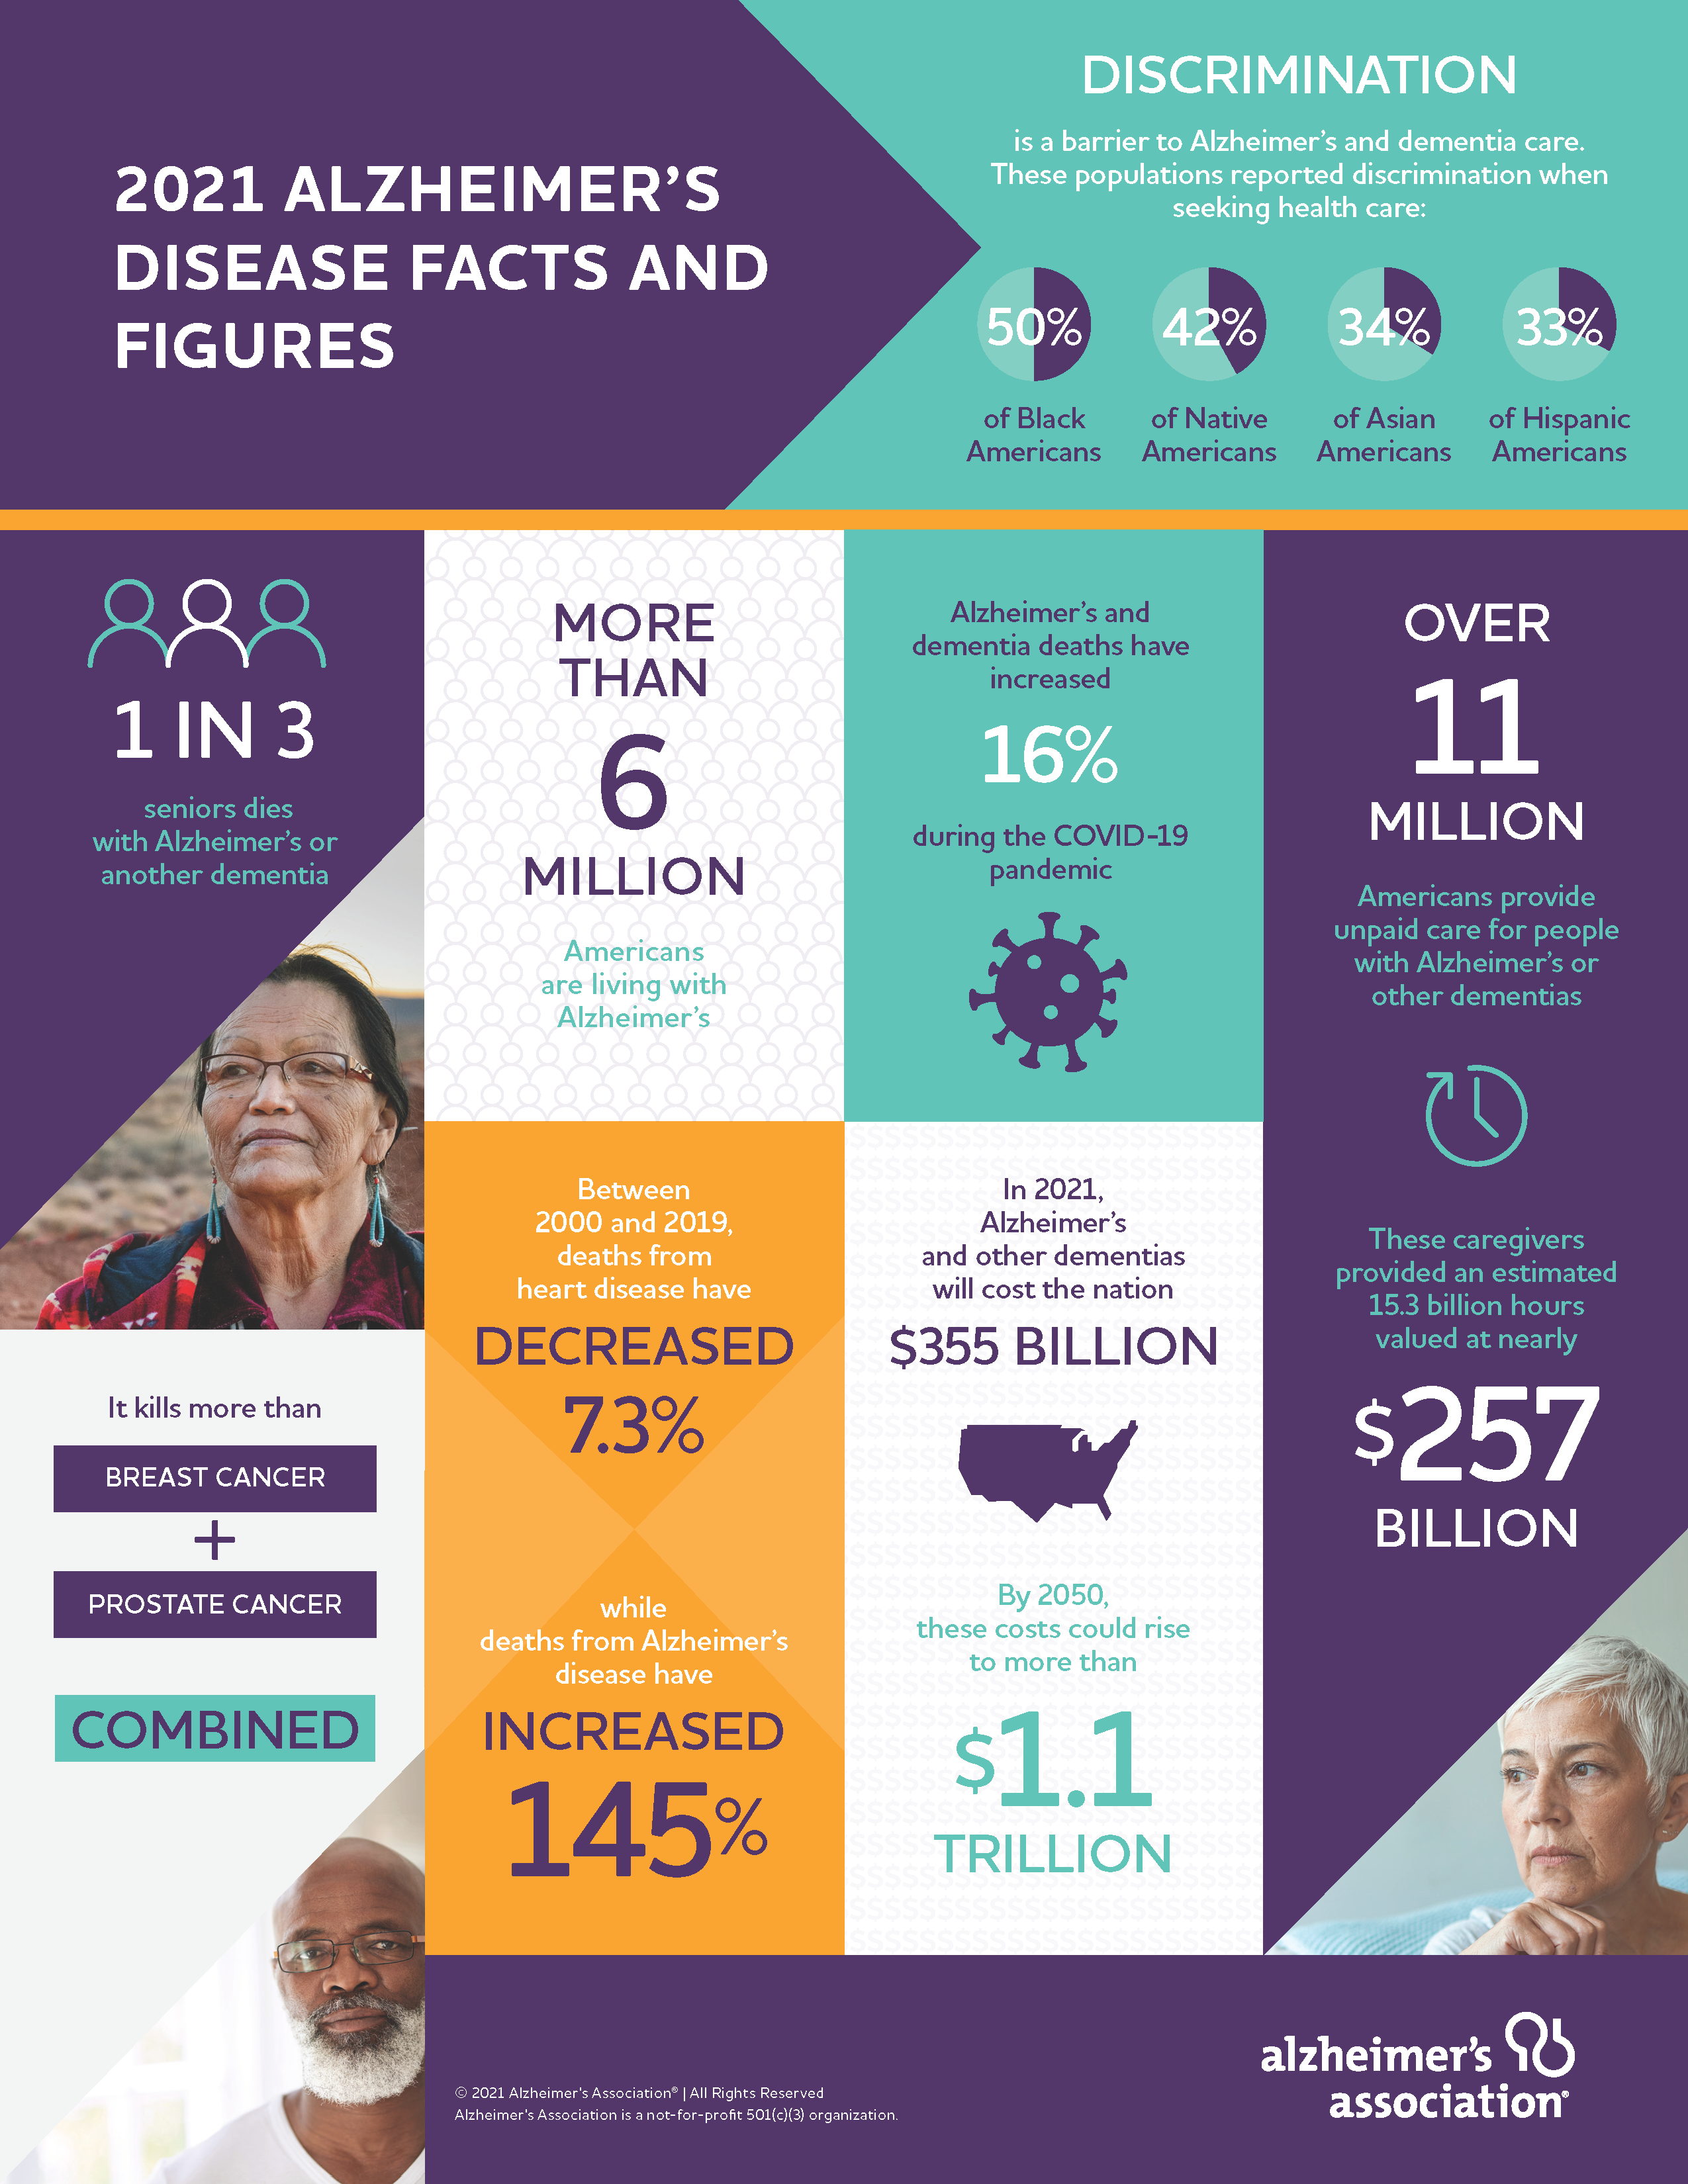 2021 ALZHEIMER'S
DISEASE FACTS AND
FIGURES
DISCRIMINATION
is a barrier to Alzheimer's and dementia care.
These populations reported discrimination when
seeking health care:
50%
of Black
Americans
42%
of Native
Americans
34%
of Asian
Americans
33%
of Hispanic
Americans
1 IN 3
seniors dies
with Alzheimer's or
another dementia
MORE
THAN
6
MILLION
Americans
are living with
Alzheimer's
Alzheimer's and
dementia deaths have
increased
16%
during the COVID-19
pandemic
OVER
11
MILLION
Americans provide
unpaid care for people
with Alzheimer's or
other dementias
These caregivers
provided an estimated
15.3 billion hours
valued at nearly
$257
BILLION
It kills more than
BREAST CANCER
+
PROSTATE CANCER
COMBINED
Between
2000 and 2019,
deaths from
heart disease have
DECREASED
7.3%
while
deaths from Alzheimer's
disease have
INCREASED
145%
In 2021,
Alzheimer's
and other dementias
will cost the nation
$355 BILLION
By 2050,
these costs could rise
to more than
$1.1
TRILLION
© 2021 Alzheimer's Association® | All Rights Reserved
Alzheimer's Association is a not-for-profit 501(c)(3) organization.
alzheimer's
association®